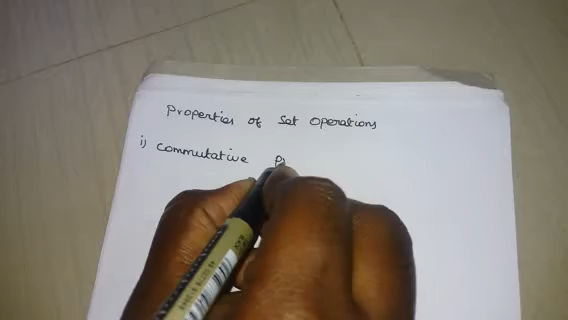 Properties of Set Operations
i) Commutative